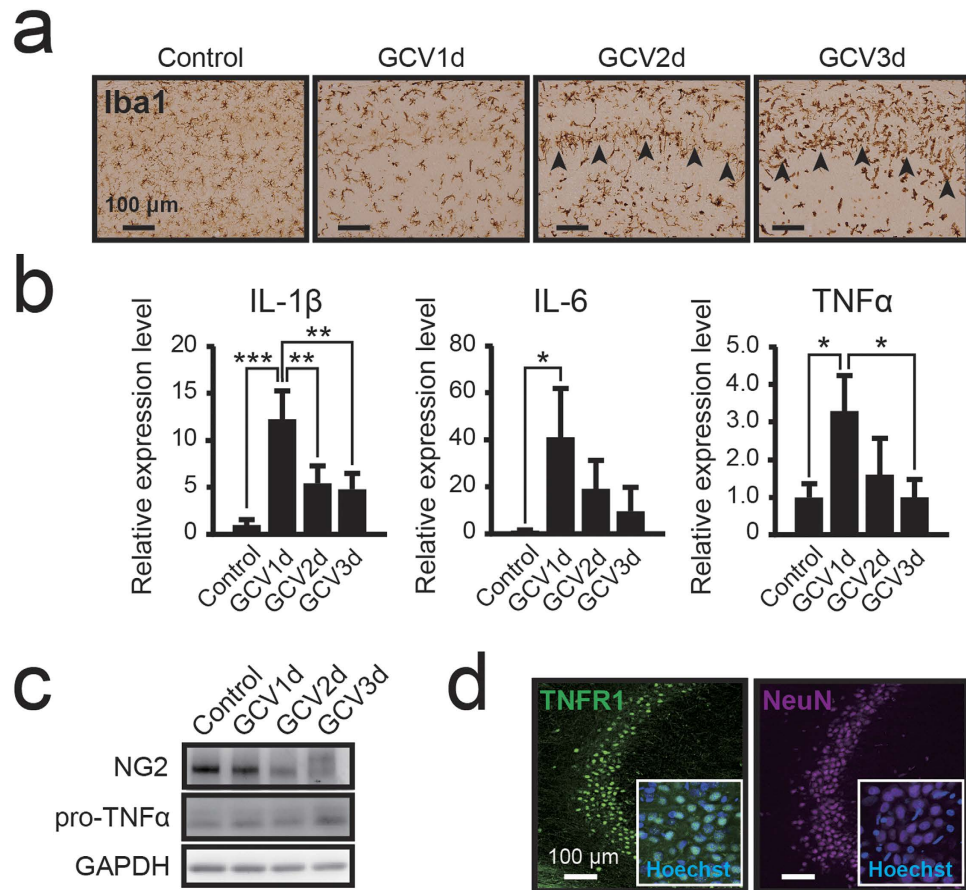 a
Control GCV1d GCV2d GCV3d
Iba1
100 µm
b
IL-1β
Relative expression level
20
15
10
5
0
*** ** **
Control GCV1d GCV2d GCV3d
IL-6
Relative expression level
80
60
40
20
0
*
Control GCV1d GCV2d GCV3d
TNFα
Relative expression level
5.0
4.0
3.0
2.0
1.0
0
* *
Control GCV1d GCV2d GCV3d
c
Control GCV1d GCV2d GCV3d
NG2
pro-TNFα
GAPDH
d
TNFR1 NeuN
100 µm
Hoechst Hoechst